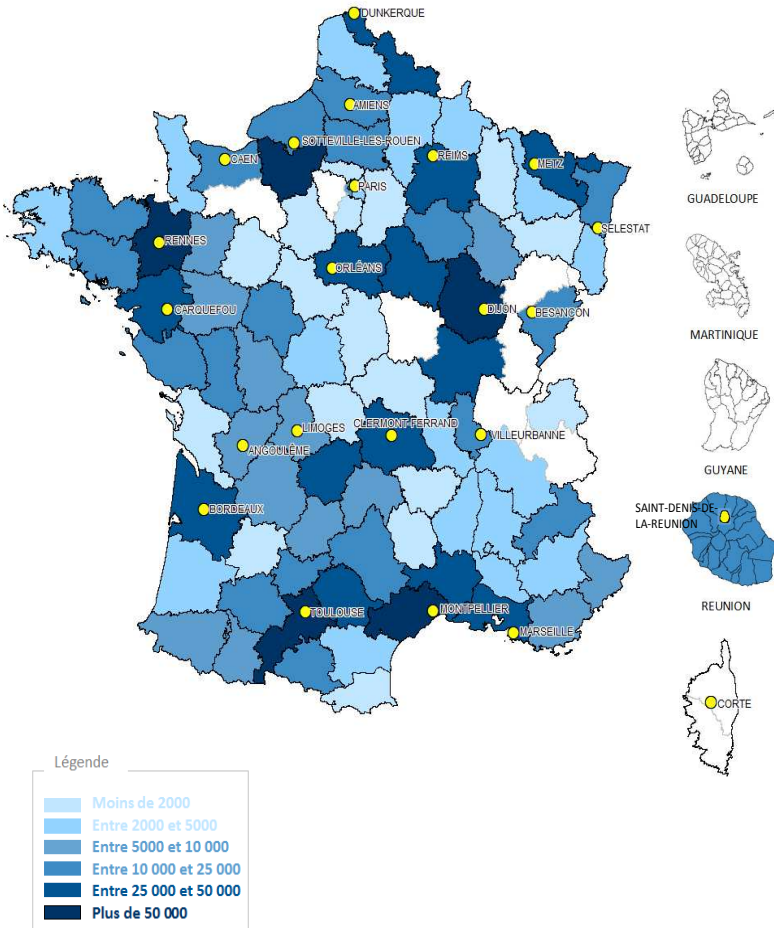 DUNKERQUE
AMIENS
SOTTEVILLE-LES-ROUEN
CAEN
REIMS
METZ
PARIS
GUADELOUPE
SELESTAT
RENNES
ORLÉANS
CARQUEFOU
DIJON
BESANCON
MARTINIQUE
LIMOGES
CLERMONT-FERRAND
VILLEURBANNE
ANGOULÊME
GUYANE
BORDEAUX
SAINT-DENIS-DE-
LA-REUNION
REUNION
TOULOUSE
MONTPELLIER
MARSEILLE
CORTE
Légende
Moins de 2000
Entre 2000 et 5000
Entre 5000 et 10 000
Entre 10 000 et 25 000
Entre 25 000 et 50 000
Plus de 50 000